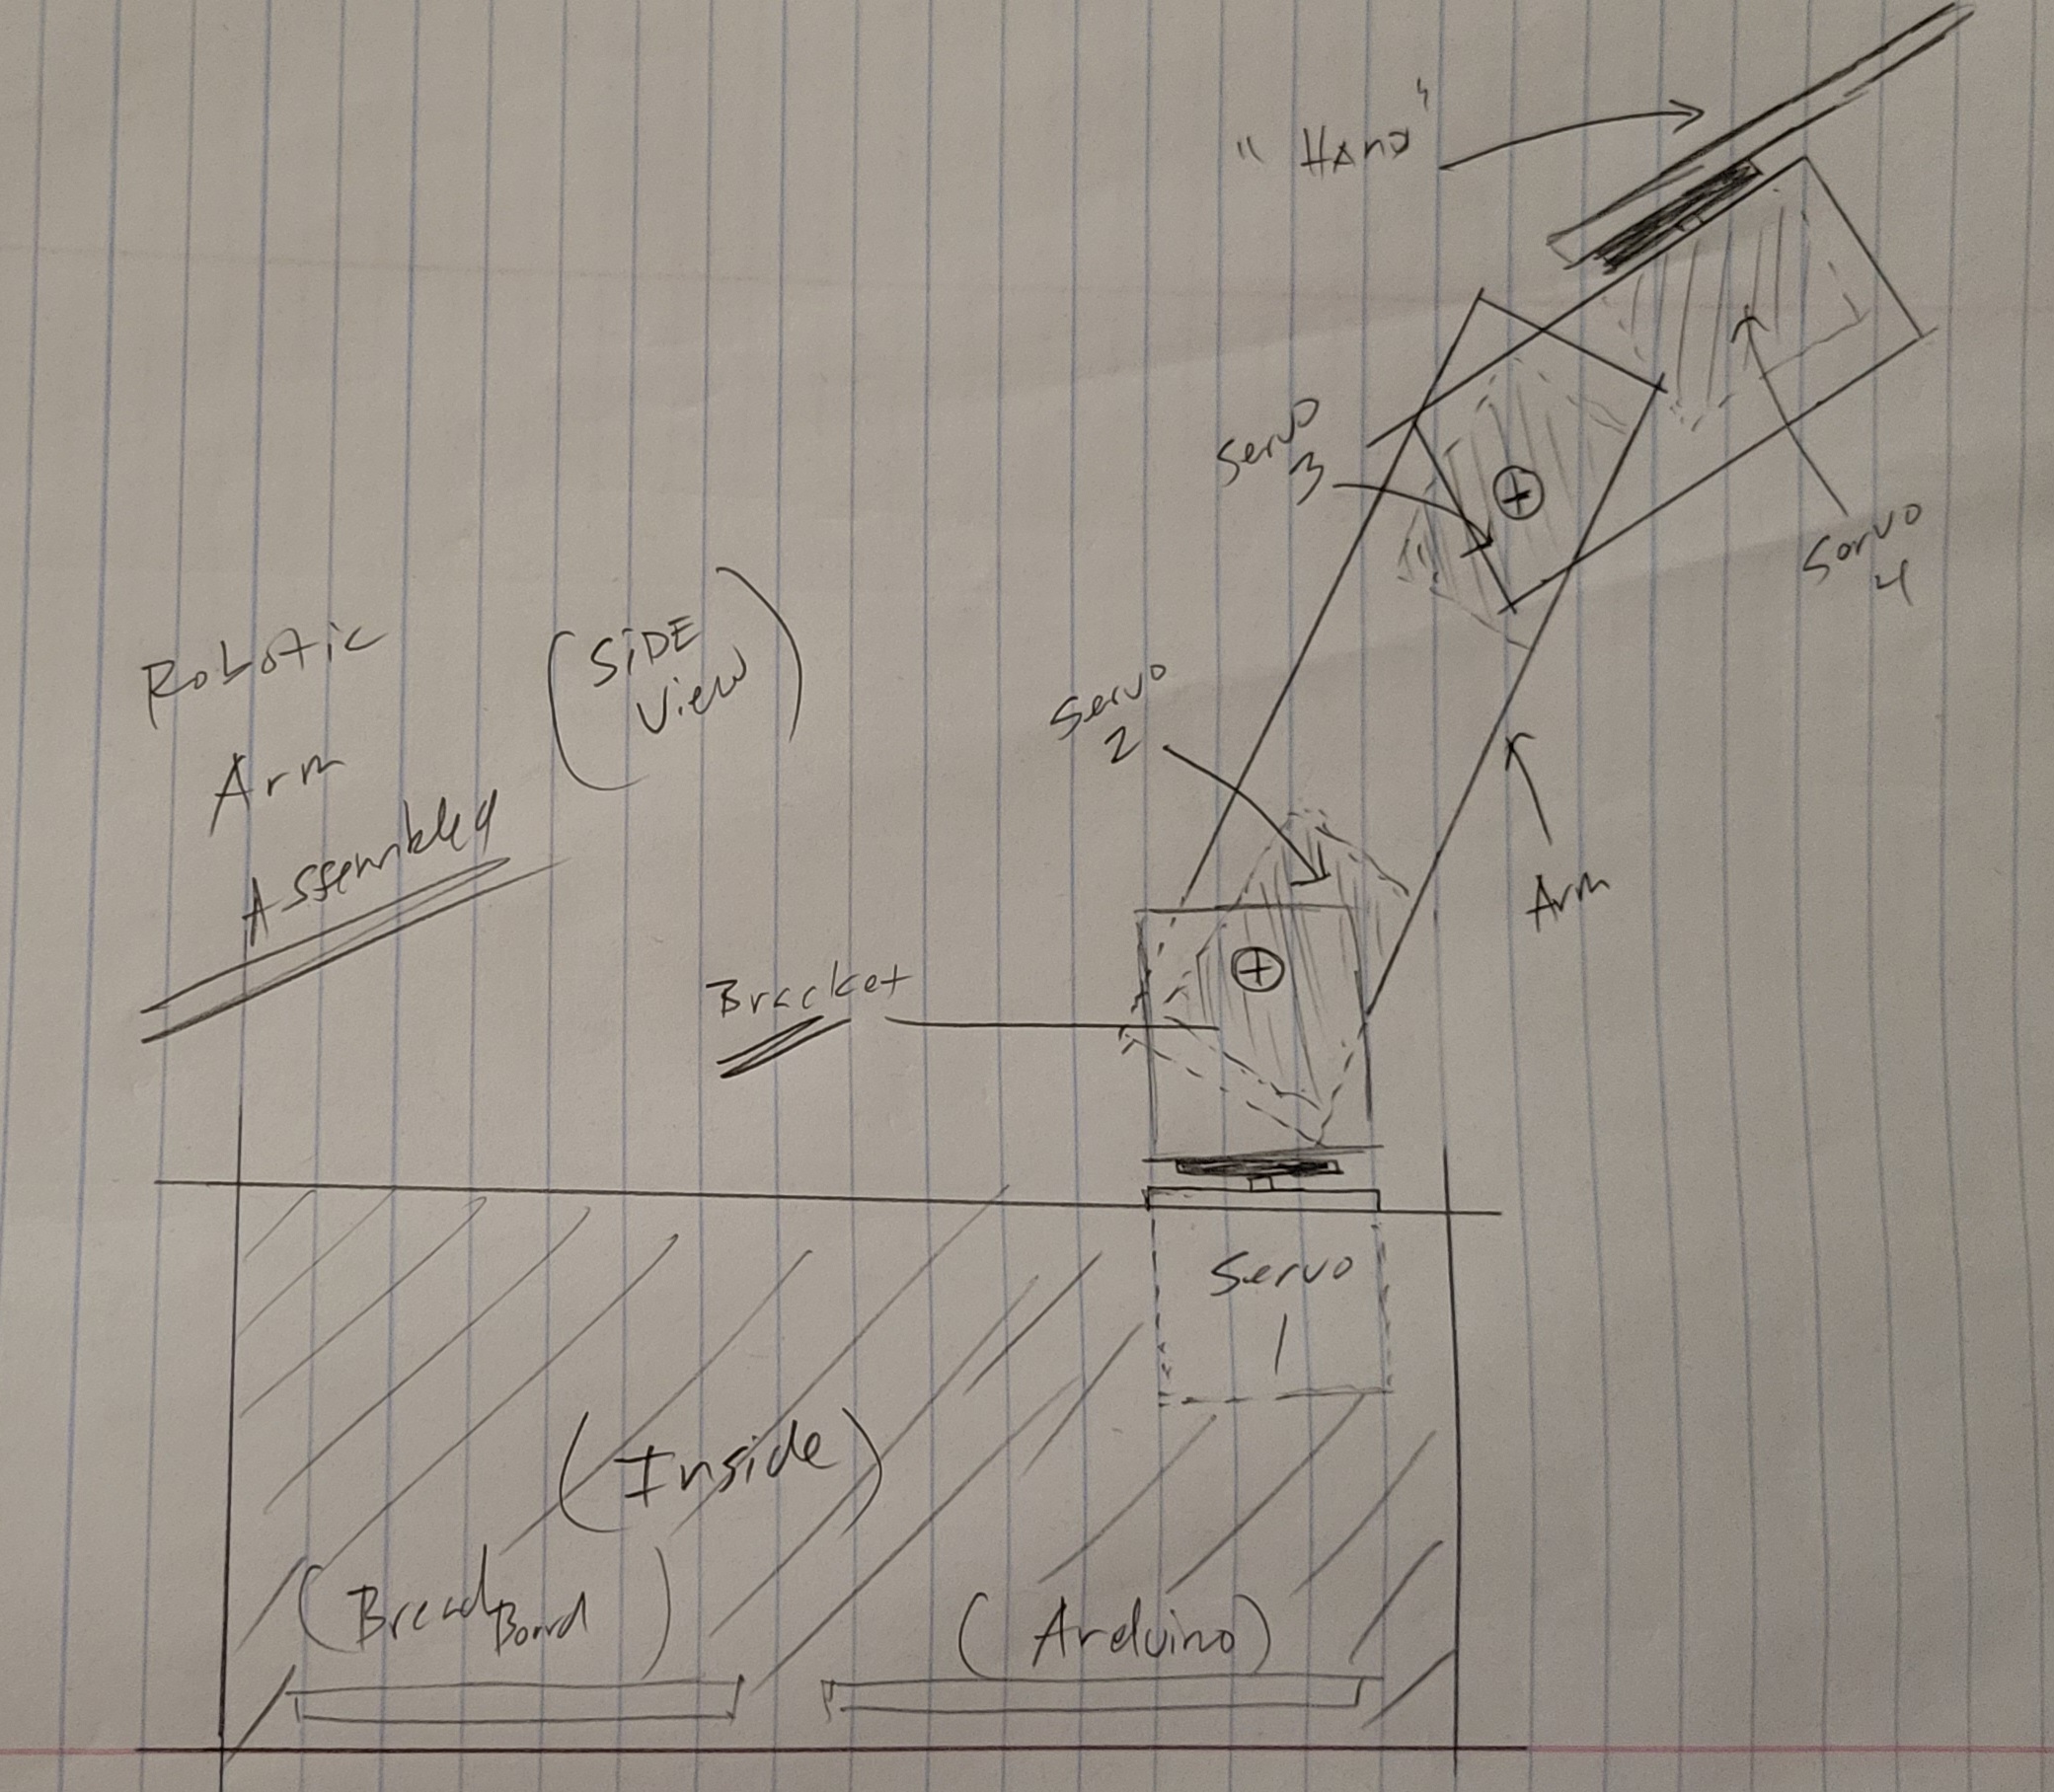 "Hand"
Servo
3
Servo
4
Robotic
Arm
Assembled
(SIDE
View)
Servo
2
Arm
Bracket
Servo
1
(Inside)
(Bread
Board)
(Arduino)